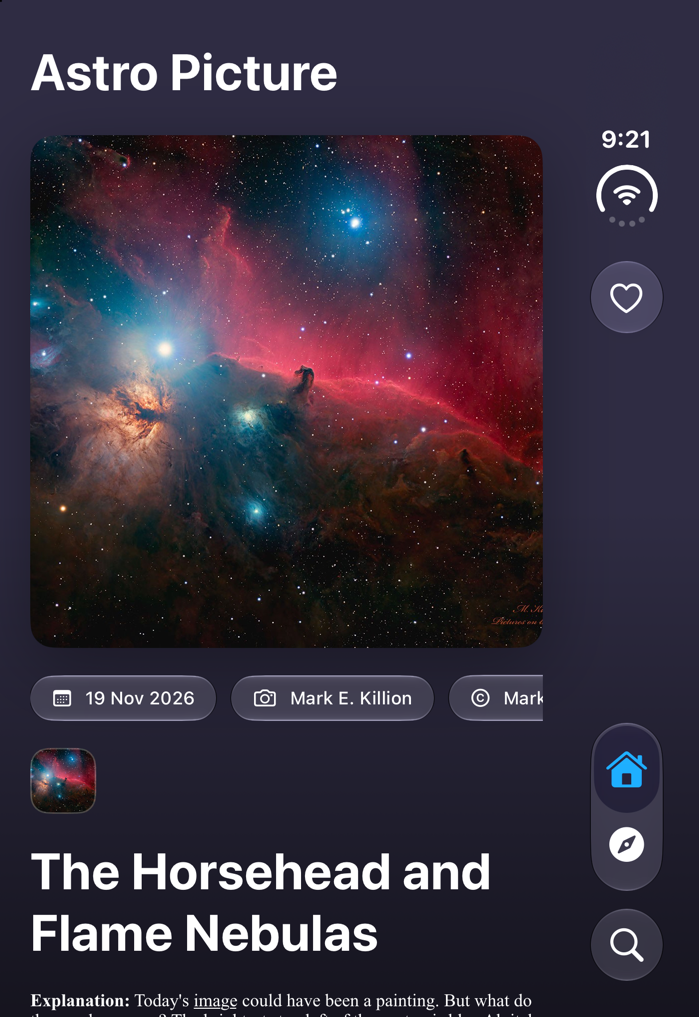 Astro Picture
9:21
19 Nov 2026
Mark E. Killion
Mark
The Horsehead and
Flame Nebulas
Explanation: Today's image could have been a painting. But what do